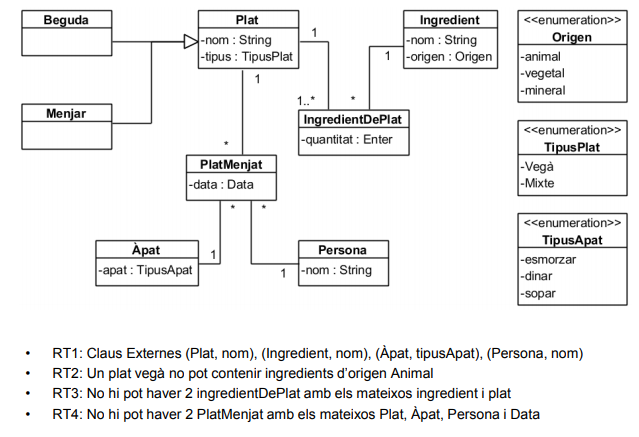 Beguda
Menjar
Plat
-nom : String
-tipus : TipusPlat
1
1
1..*
*
Ingredient
-nom : String
-origen : Origen
1
*
IngredientDePlat
-quantitat : Enter
PlatMenjat
-data : Data
*
*
Àpat
-apat : TipusApat
1
Persona
-nom : String
1
<<enumeration>>
Origen
-animal
-vegetal
-mineral
<<enumeration>>
TipusPlat
-Vegà
-Mixte
<<enumeration>>
TipusApat
-esmorzar
-dinar
-sopar
• RT1: Claus Externes (Plat, nom), (Ingredient, nom), (Àpat, tipusApat), (Persona, nom)
• RT2: Un plat vegà no pot contenir ingredients d'origen Animal
• RT3: No hi pot haver 2 ingredientDePlat amb els mateixos ingredient i plat
• RT4: No hi pot haver 2 PlatMenjat amb els mateixos Plat, Àpat, Persona i Data